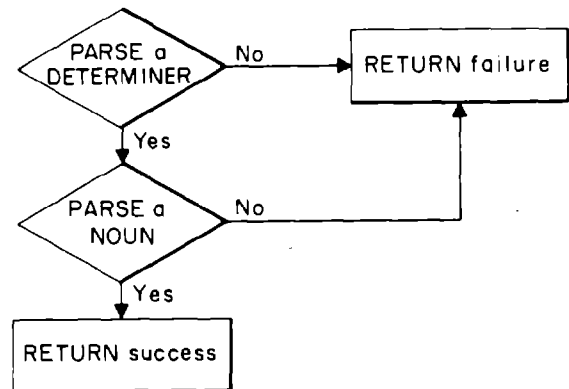 PARSE a
DETERMINER
No
RETURN failure
Yes
PARSE a
NOUN
No
Yes
RETURN success